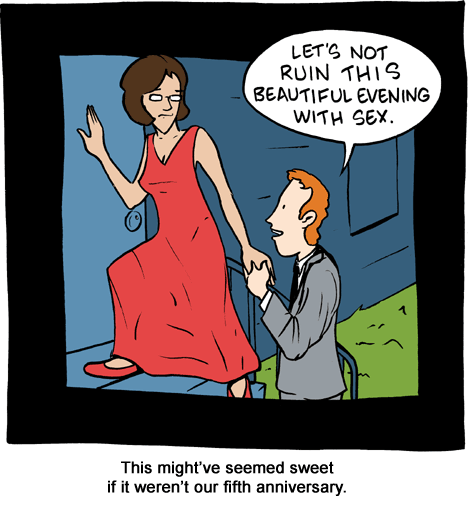 LET'S NOT
RUIN THIS
BEAUTIFUL EVENING
WITH SEX.
This might've seemed sweet
if it weren't our fifth anniversary.